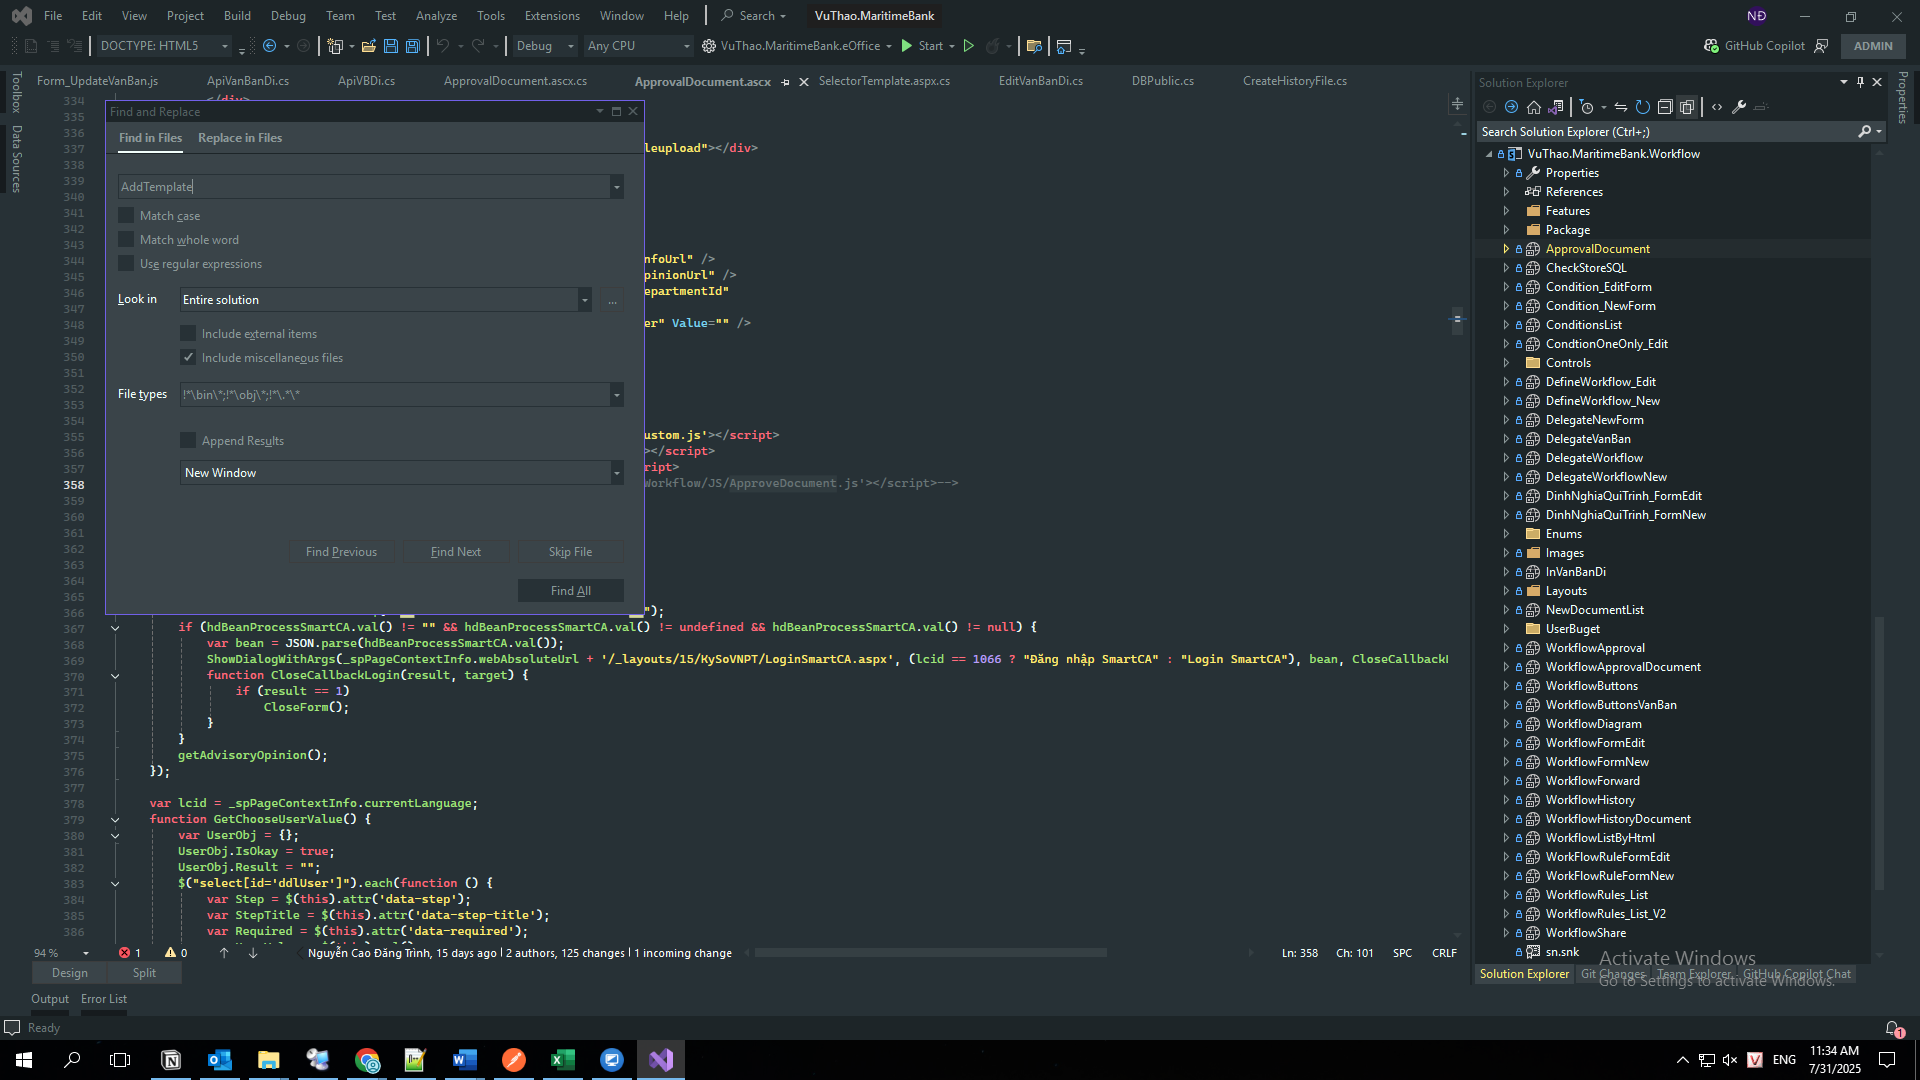 File Edit View Project Build Debug Team Test Analyze Tools Extensions Window Help Search VuThao.MaritimeBank NĐ
DOCTYPE: HTML5 Debug Any CPU VuThao.MaritimeBank.eOffice Start GitHub Copilot ADMIN
Form_UpdateVanBan.js ApiVanBanDi.cs ApiVBDi.cs ApprovalDocument.ascx.cs ApprovalDocument.ascx SelectorTemplate.aspx.cs EditVanBanDi.cs DBPublic.cs CreateHistoryFile.cs
Toolbox
Data Sources
334 </div>
335
336
337 leupload"></div>
338
339
340
341
342
343
344 nfoUrl" />
345 pinionUrl" />
346 epartmentId"
347
348 er" Value="" />
349
350
351
352
353
354
355 ustom.js'></script>
356 ></script>
357 ript>
358 Workflow/JS/ApproveDocument.js'></script>-->
359
360
361
362
363
364
365
366 ");
367 if (hdBeanProcessSmartCA.val() != "" && hdBeanProcessSmartCA.val() != undefined && hdBeanProcessSmartCA.val() != null) {
368 var bean = JSON.parse(hdBeanProcessSmartCA.val());
369 ShowDialogWithArgs(_spPageContextInfo.webAbsoluteUrl + '/_layouts/15/KySoVNPT/LoginSmartCA.aspx', (lcid == 1066 ? "Đăng nhập SmartCA" : "Login SmartCA"), bean, CloseCallbackl
370 function CloseCallbackLogin(result, target) {
371 if (result == 1)
372 CloseForm();
373 }
374 }
375 getAdvisoryOpinion();
376 });
377
378 var lcid = _spPageContextInfo.currentLanguage;
379 function GetChooseUserValue() {
380 var UserObj = {};
381 UserObj.IsOkay = true;
382 UserObj.Result = "";
383 $("select[id='ddlUser']").each(function () {
384 var Step = $(this).attr('data-step');
385 var StepTitle = $(this).attr('data-step-title');
386 var Required = $(this).attr('data-required');
Find and Replace
Find in Files Replace in Files
AddTemplate
Match case
Match whole word
Use regular expressions
Look in Entire solution ...
Include external items
Include miscellaneous files
File types !*\bin\*;!*\obj\*;!*\.*\*
Append Results
New Window
Find Previous Find Next Skip File
Find All
94 % 1 0 Nguyễn Cao Đăng Trình, 15 days ago | 2 authors, 125 changes | 1 incoming change Ln: 358 Ch: 101 SPC CRLF
Design Split
Output Error List
Ready
Solution Explorer
Search Solution Explorer (Ctrl+;)
VuThao.MaritimeBank.Workflow
Properties
References
Features
Package
ApprovalDocument
CheckStoreSQL
Condition_EditForm
Condition_NewForm
ConditionsList
CondtionOneOnly_Edit
Controls
DefineWorkflow_Edit
DefineWorkflow_New
DelegateNewForm
DelegateVanBan
DelegateWorkflow
DelegateWorkflowNew
DinhNghiaQuiTrinh_FormEdit
DinhNghiaQuiTrinh_FormNew
Enums
Images
InVanBanDi
Layouts
NewDocumentList
UserBuget
WorkflowApproval
WorkflowApprovalDocument
WorkflowButtons
WorkflowButtonsVanBan
WorkflowDiagram
WorkflowFormEdit
WorkflowFormNew
WorkflowForward
WorkflowHistory
WorkflowHistoryDocument
WorkflowListByHtml
WorkFlowRuleFormEdit
WorkFlowRuleFormNew
WorkflowRules_List
WorkflowRules_List_V2
WorkflowShare
sn.snk
Solution Explorer Git Changes Team Explorer GitHub Copilot Chat
Activate Windows
Go to Settings to activate Windows.
Properties
1
ENG
11:34 AM
7/31/2025